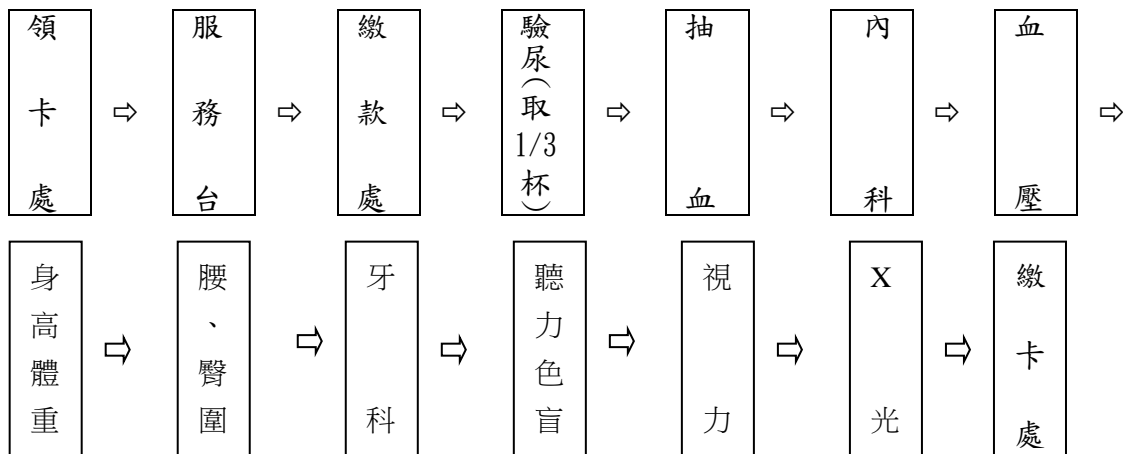 領卡處
⇨
服務台
⇨
繳款處
⇨
驗尿（取1/3杯）
⇨
抽血
⇨
內科
⇨
血壓
⇨
身高體重
⇨
腰、臀圍
⇨
牙科
⇨
聽力色盲
⇨
視力
⇨
X光
⇨
繳卡處